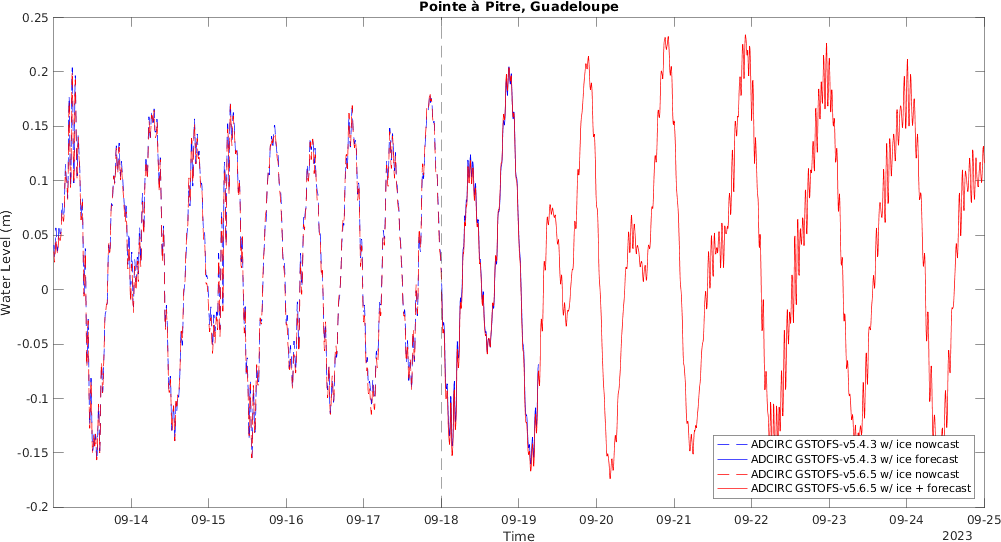 Pointe à Pitre, Guadeloupe
0.25
0.2
0.15
0.1
0.05
0
-0.05
-0.1
-0.15
-0.2
Water Level (m)
ADCIRC GSTOFS-v5.4.3 w/ ice nowcast
ADCIRC GSTOFS-v5.4.3 w/ ice forecast
ADCIRC GSTOFS-v5.6.5 w/ ice nowcast
ADCIRC GSTOFS-v5.6.5 w/ ice + forecast
09-14 09-15 09-16 09-17 09-18 09-19 09-20 09-21 09-22 09-23 09-24 09-25
Time
2023